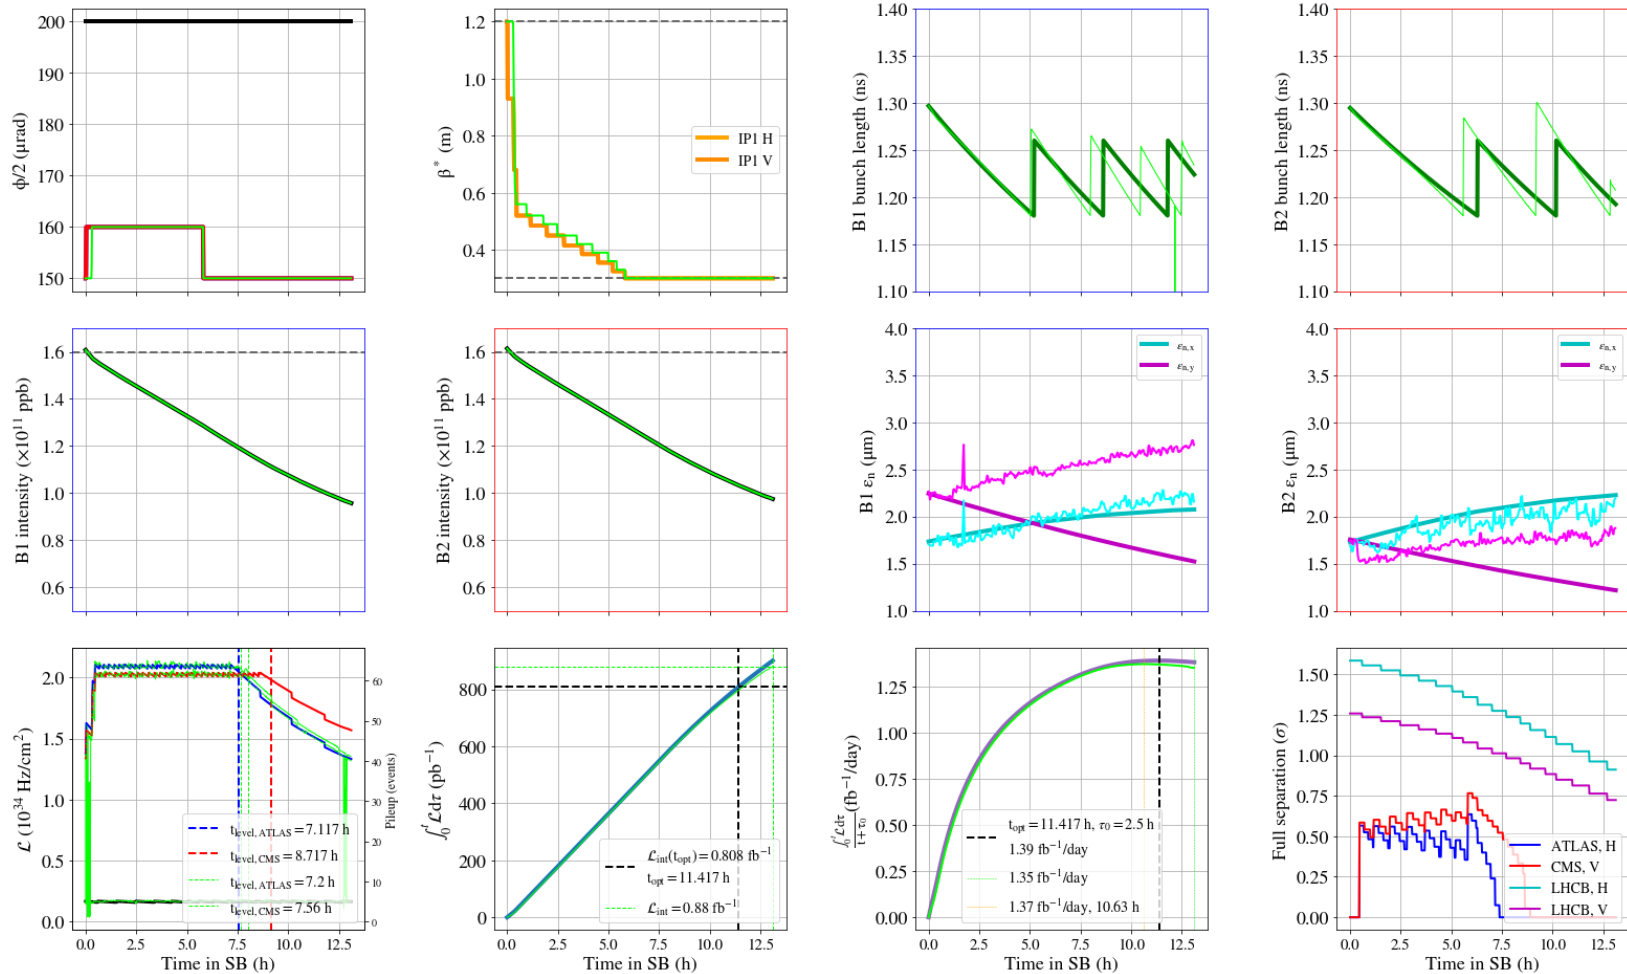 200
190
180
170
160
150
ϕ/2 (μrad)
1.2
1.0
0.8
0.6
0.4
β* (m)
IP1 H
IP1 V
1.40
1.35
1.30
1.25
1.20
1.15
1.10
B1 bunch length (ns)
1.40
1.35
1.30
1.25
1.20
1.15
1.10
B2 bunch length (ns)
1.6
1.4
1.2
1.0
0.8
0.6
B1 intensity (×10¹¹ ppb)
1.6
1.4
1.2
1.0
0.8
0.6
B2 intensity (×10¹¹ ppb)
4.0
3.5
3.0
2.5
2.0
1.5
1.0
B1 εₙ (μm)
εn,x
εn,y
4.0
3.5
3.0
2.5
2.0
1.5
1.0
B2 εₙ (μm)
εn,x
εn,y
2.0
1.5
1.0
0.5
0.0
ℒ (10³⁴ Hz/cm²)
60
50
40
30
20
10
0
Pileup (events)
t_level, ATLAS = 7.117 h
t_level, CMS = 8.717 h
t_level, ATLAS = 7.2 h
t_level, CMS = 7.56 h
0.0 2.5 5.0 7.5 10.0 12.5
Time in SB (h)
800
600
400
200
0
∫₀ᵗ ℒdτ (pb⁻¹)
ℒint(topt) = 0.808 fb⁻¹
topt = 11.417 h
ℒint = 0.88 fb⁻¹
0.0 2.5 5.0 7.5 10.0 12.5
Time in SB (h)
1.25
1.00
0.75
0.50
0.25
0.00
∫₀ᵗ ℒdτ / t+τ₀ (fb⁻¹/day)
topt = 11.417 h, τ₀ = 2.5 h
1.39 fb⁻¹/day
1.35 fb⁻¹/day
1.37 fb⁻¹/day, 10.63 h
0.0 2.5 5.0 7.5 10.0 12.5
Time in SB (h)
1.50
1.25
1.00
0.75
0.50
0.25
0.00
Full separation (σ)
ATLAS, H
CMS, V
LHCB, H
LHCB, V
0.0 2.5 5.0 7.5 10.0 12.5
Time in SB (h)